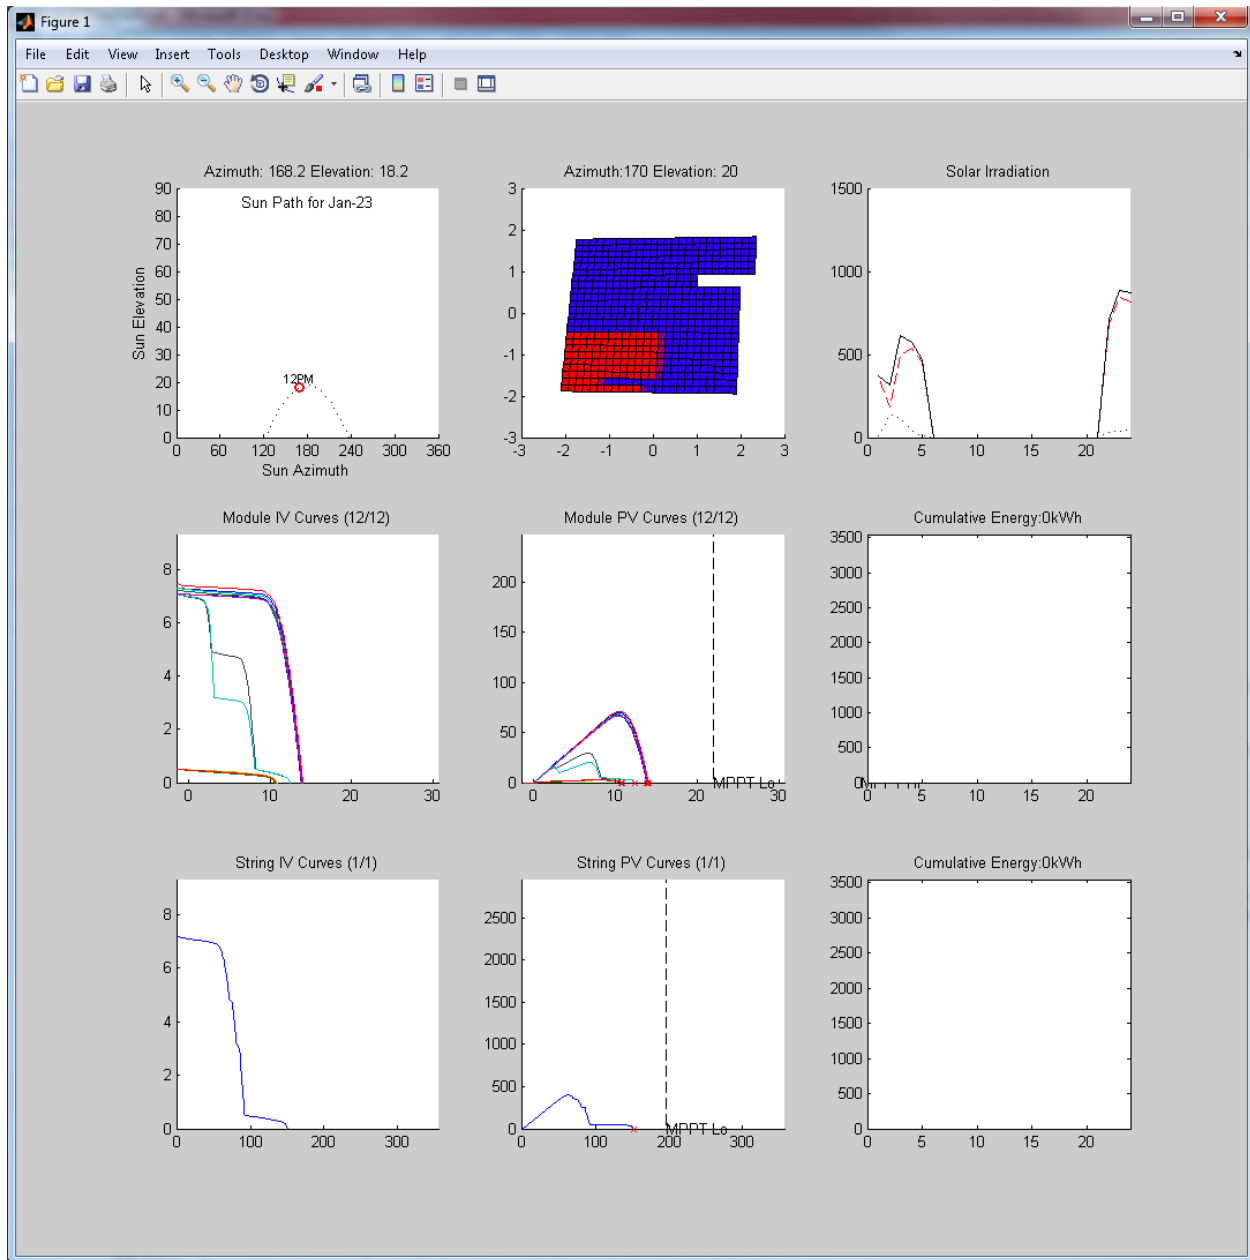 Figure 1
File Edit View Insert Tools Desktop Window Help
Azimuth: 168.2 Elevation: 18.2
Sun Path for Jan-23
90
80
70
60
50
40
30
20
10
0
Sun Elevation
12PM
0 60 120 180 240 300 360
Sun Azimuth
Azimuth:170 Elevation: 20
3
2
1
0
-1
-2
-3
-3 -2 -1 0 1 2 3
Solar Irradiation
1500
1000
500
0
0 5 10 15 20
Module IV Curves (12/12)
8
6
4
2
0
0 10 20 30
Module PV Curves (12/12)
200
150
100
50
0
MPPT Lo
0 10 20 30
Cumulative Energy:0kWh
3500
3000
2500
2000
1500
1000
500
0
0 5 10 15 20
String IV Curves (1/1)
8
6
4
2
0
0 100 200 300
String PV Curves (1/1)
2500
2000
1500
1000
500
0
MPPT Lo
0 100 200 300
Cumulative Energy:0kWh
3500
3000
2500
2000
1500
1000
500
0
0 5 10 15 20